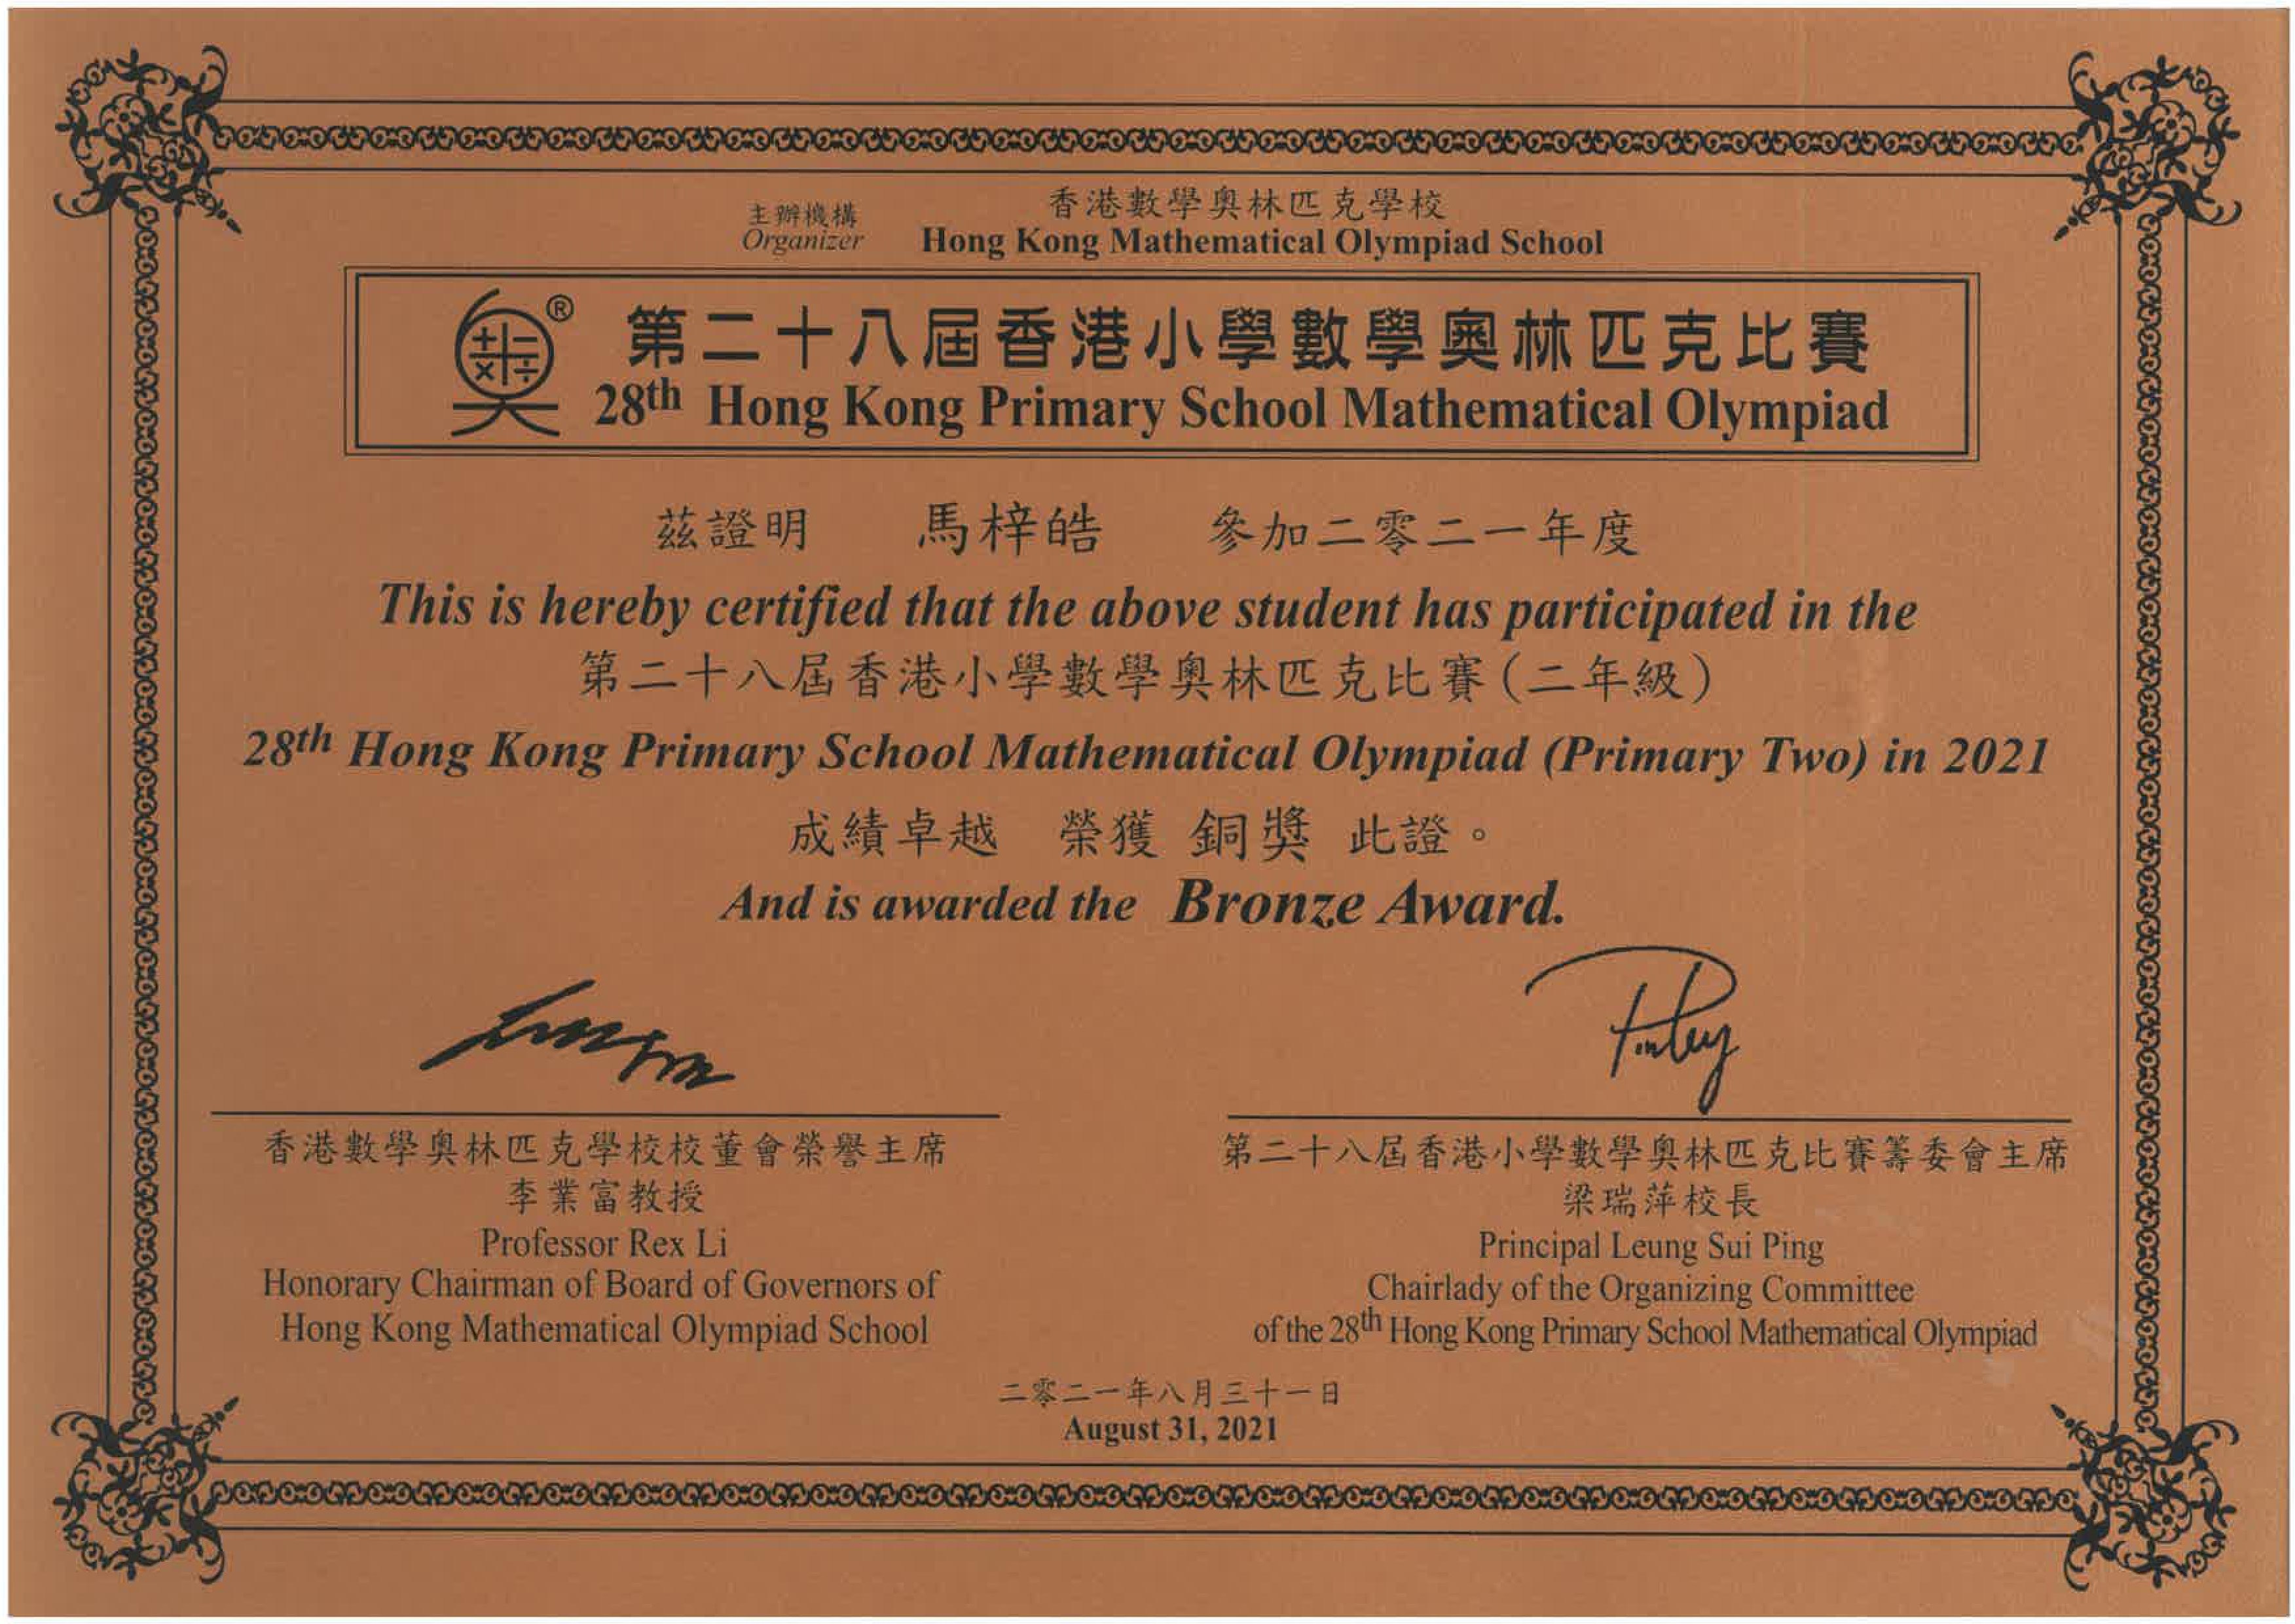 主辦機構
Organizer
香港數學奧林匹克學校
Hong Kong Mathematical Olympiad School
®
第二十八屆香港小學數學奧林匹克比賽
28th Hong Kong Primary School Mathematical Olympiad
茲證明 馬梓皓 參加二零二一年度
This is hereby certified that the above student has participated in the
第二十八屆香港小學數學奧林匹克比賽(二年級)
28th Hong Kong Primary School Mathematical Olympiad (Primary Two) in 2021
成績卓越 榮獲 銅獎 此證。
And is awarded the Bronze Award.
香港數學奧林匹克學校校董會榮譽主席
李業富教授
Professor Rex Li
Honorary Chairman of Board of Governors of
Hong Kong Mathematical Olympiad School
第二十八屆香港小學數學奧林匹克比賽籌委會主席
梁瑞萍校長
Principal Leung Sui Ping
Chairlady of the Organizing Committee
of the 28th Hong Kong Primary School Mathematical Olympiad
二零二一年八月三十一日
August 31, 2021